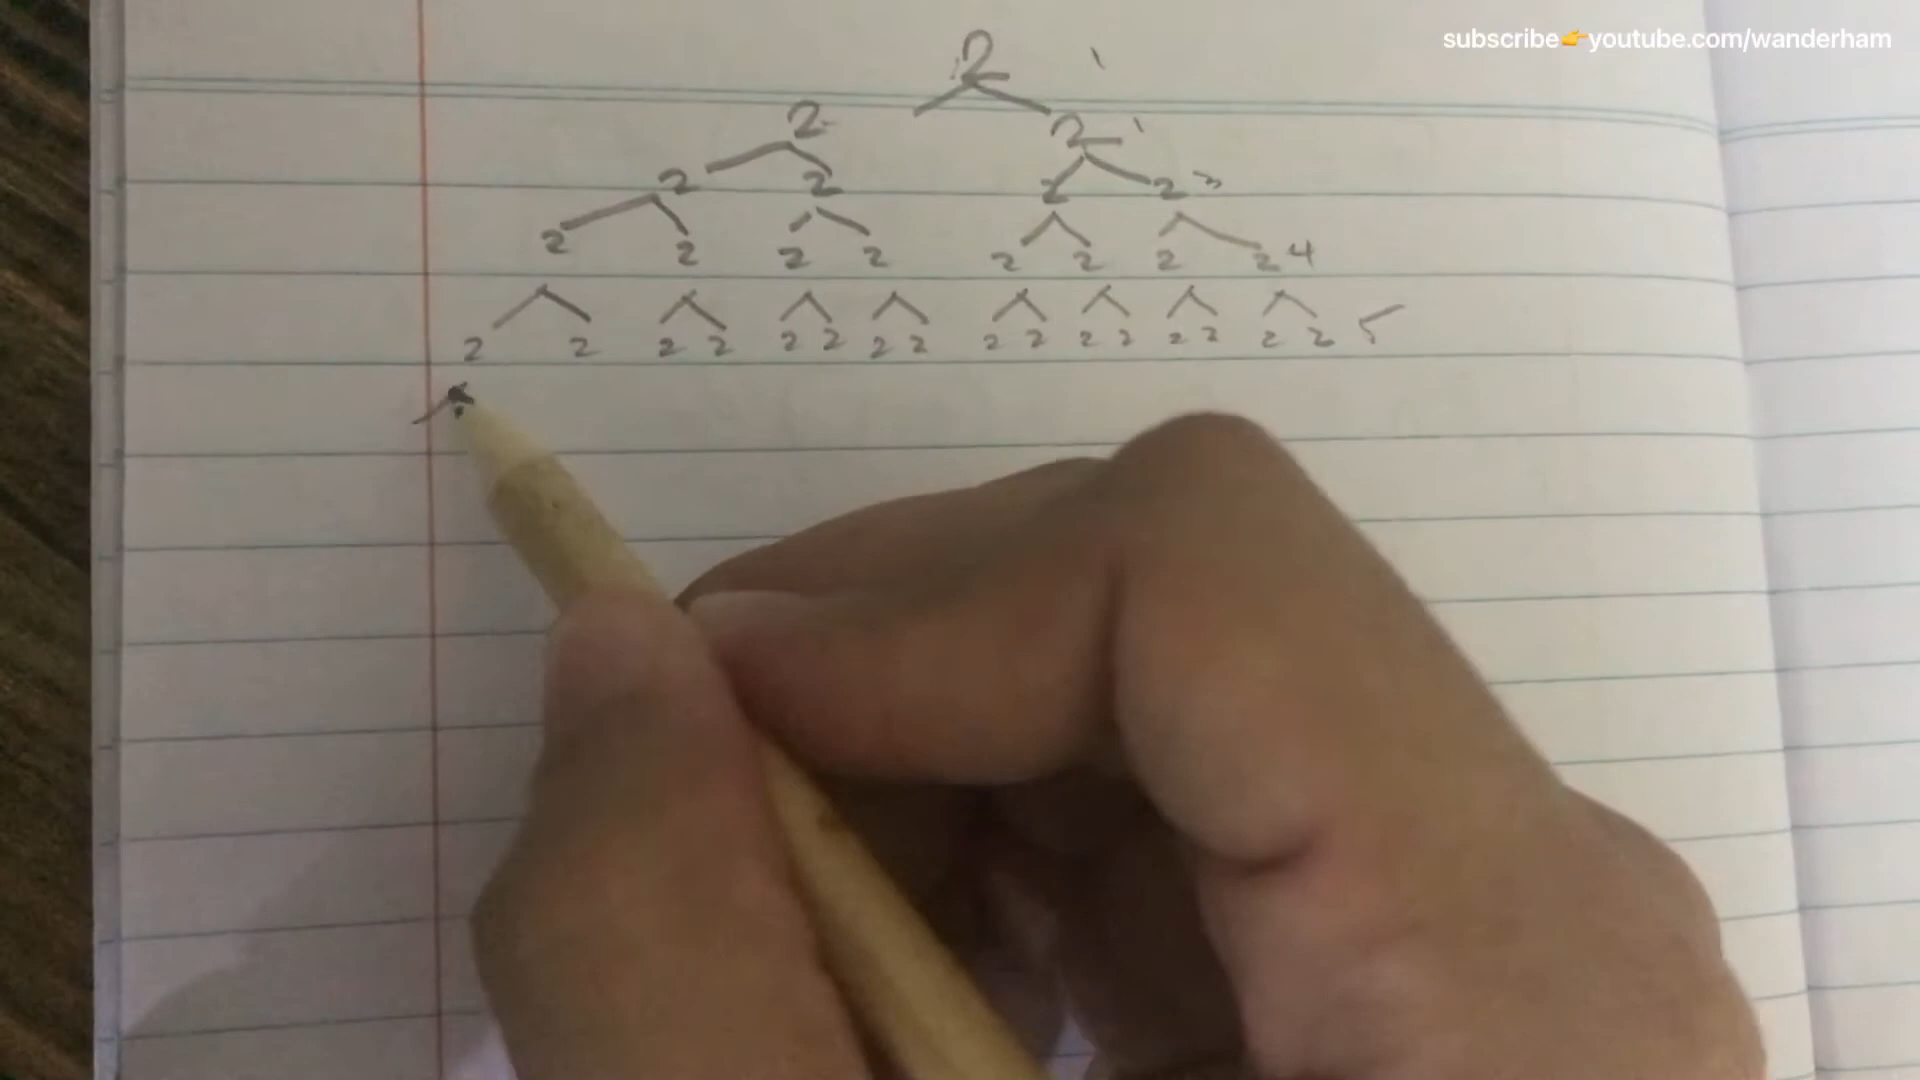 subscribe👉youtube.com/wanderham
2
2 2
2 2 2 2 3
2 2 2 2 2 2 2 2 4
2 2 2 2 2 2 2 2 2 2 2 2 2 2 2 2 5